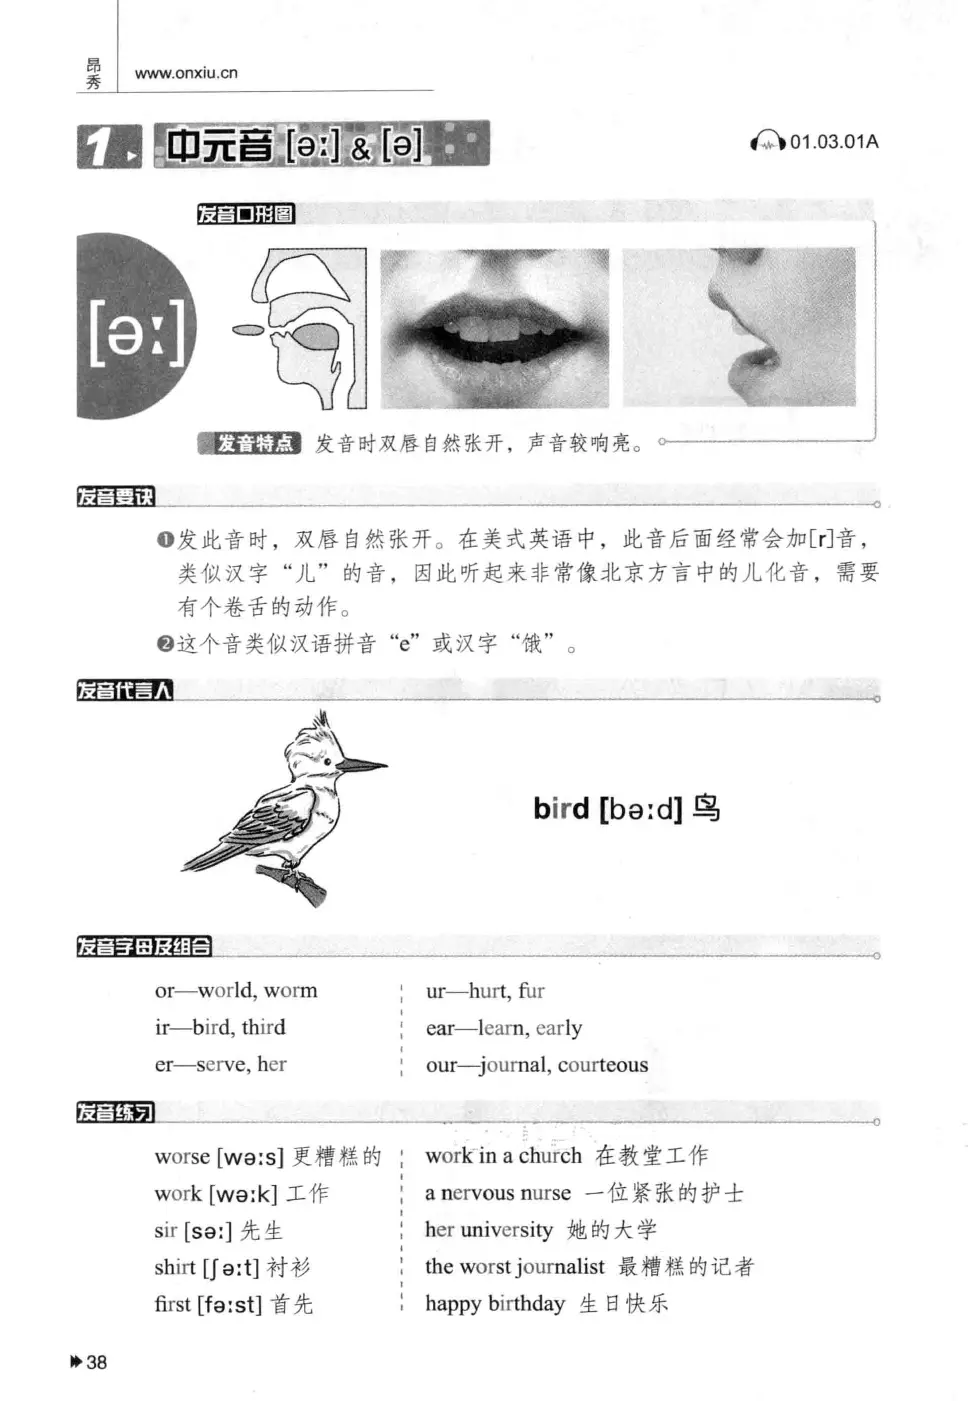 昂秀
www.onxiu.cn
1
中元音 [ə:] & [ə]
01.03.01A
发音口形图
[ə:]
发音特点 发音时双唇自然张开，声音较响亮。
发音要诀
❶发此音时，双唇自然张开。在美式英语中，此音后面经常会加[r]音，
类似汉字“儿”的音，因此听起来非常像北京方言中的儿化音，需要
有个卷舌的动作。
❷这个音类似汉语拼音“e”或汉字“饿”。
发音代言人
bird [bə:d] 鸟
发音字母及组合
or—world, worm
ir—bird, third
er—serve, her
ur—hurt, fur
ear—learn, early
our—journal, courteous
发音练习
worse [wə:s] 更糟糕的
work [wə:k] 工作
sir [sə:] 先生
shirt [ʃə:t] 衬衫
first [fə:st] 首先
work in a church 在教堂工作
a nervous nurse 一位紧张的护士
her university 她的大学
the worst journalist 最糟糕的记者
happy birthday 生日快乐
38